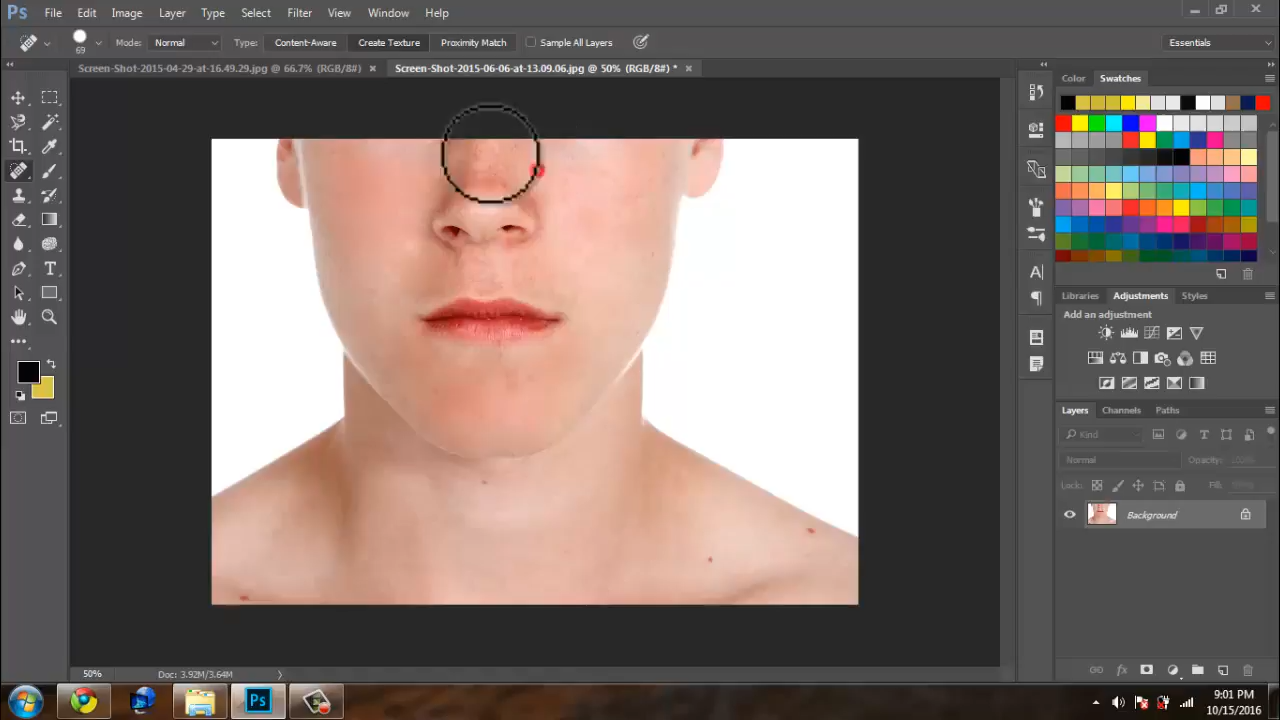 Ps File Edit Image Layer Type Select Filter 3D View Window Help
69 Mode: Normal Type: Content-Aware Create Texture Proximity Match Sample All Layers Essentials
Screen-Shot-2015-04-29-at-16.49.29.jpg @ 66.7% (RGB/8#) × Screen-Shot-2015-06-06-at-13.09.06.jpg @ 50% (RGB/8#) * ×
Color Swatches
Libraries Adjustments Styles
Add an adjustment
Layers Channels Paths
Kind
Normal Opacity: 100%
Lock: Fill:
Background
50% Doc: 3.92M/3.64M
Ps
9:01 PM
10/15/2016